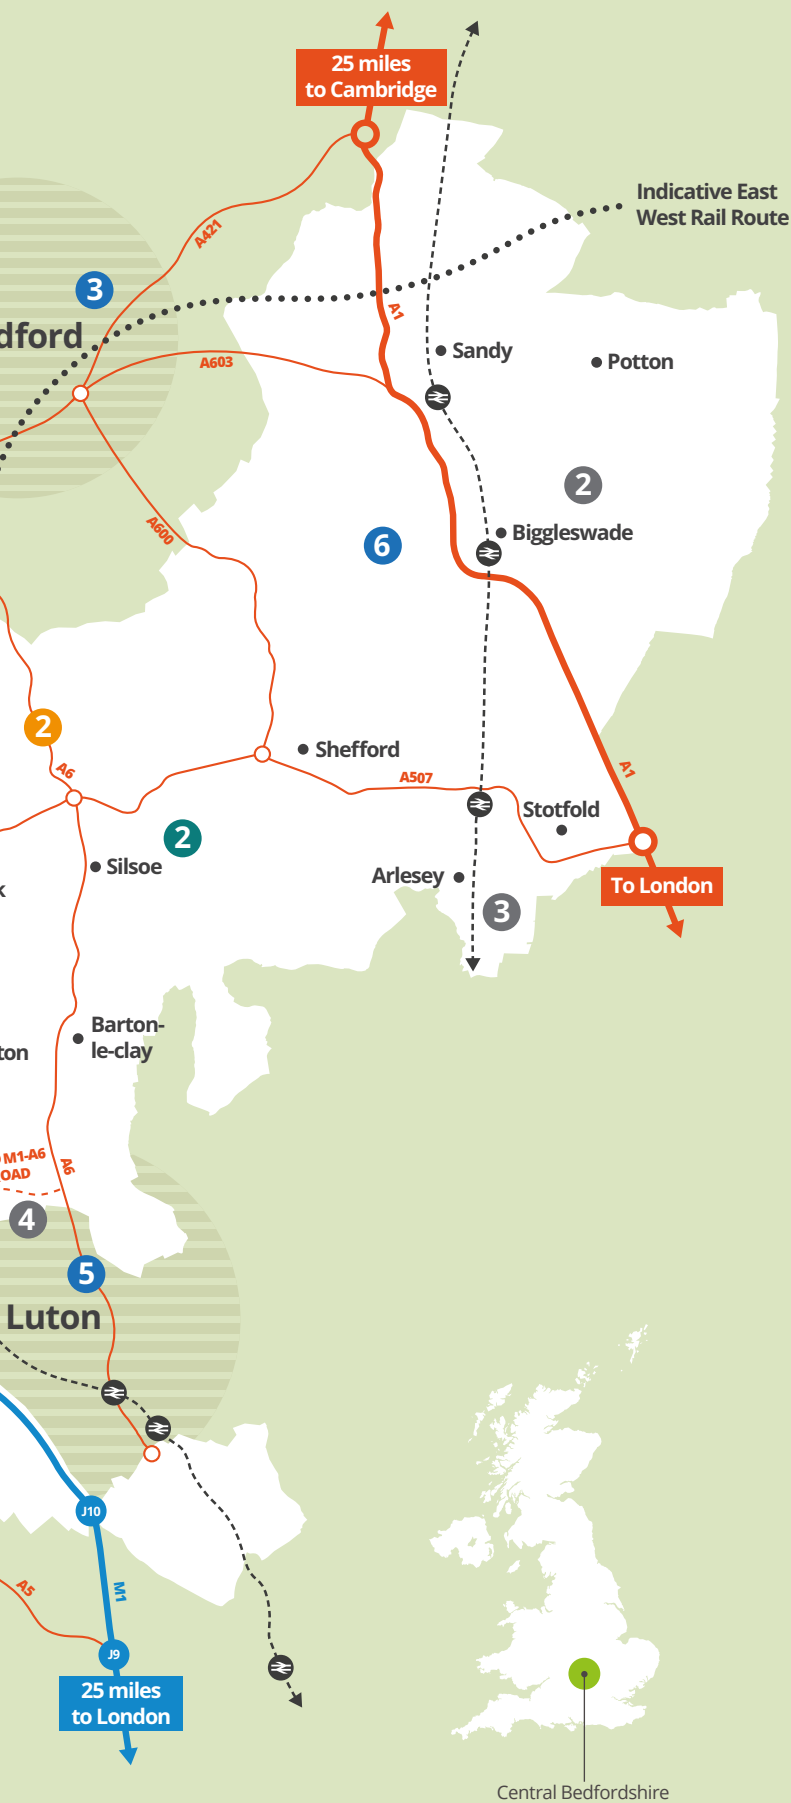 25 miles
to Cambridge
Indicative East
West Rail Route
A421
3
dford
A1
A603
Sandy
Potton
2
A600
Biggleswade
6
2
A6
Shefford
A507
A1
Stotfold
2
Silsoe
Arlesey
To London
k
3
Barton-
le-clay
ton
M1-A6
OAD
A6
4
5
Luton
J10
A5
M1
J9
25 miles
to London
Central Bedfordshire